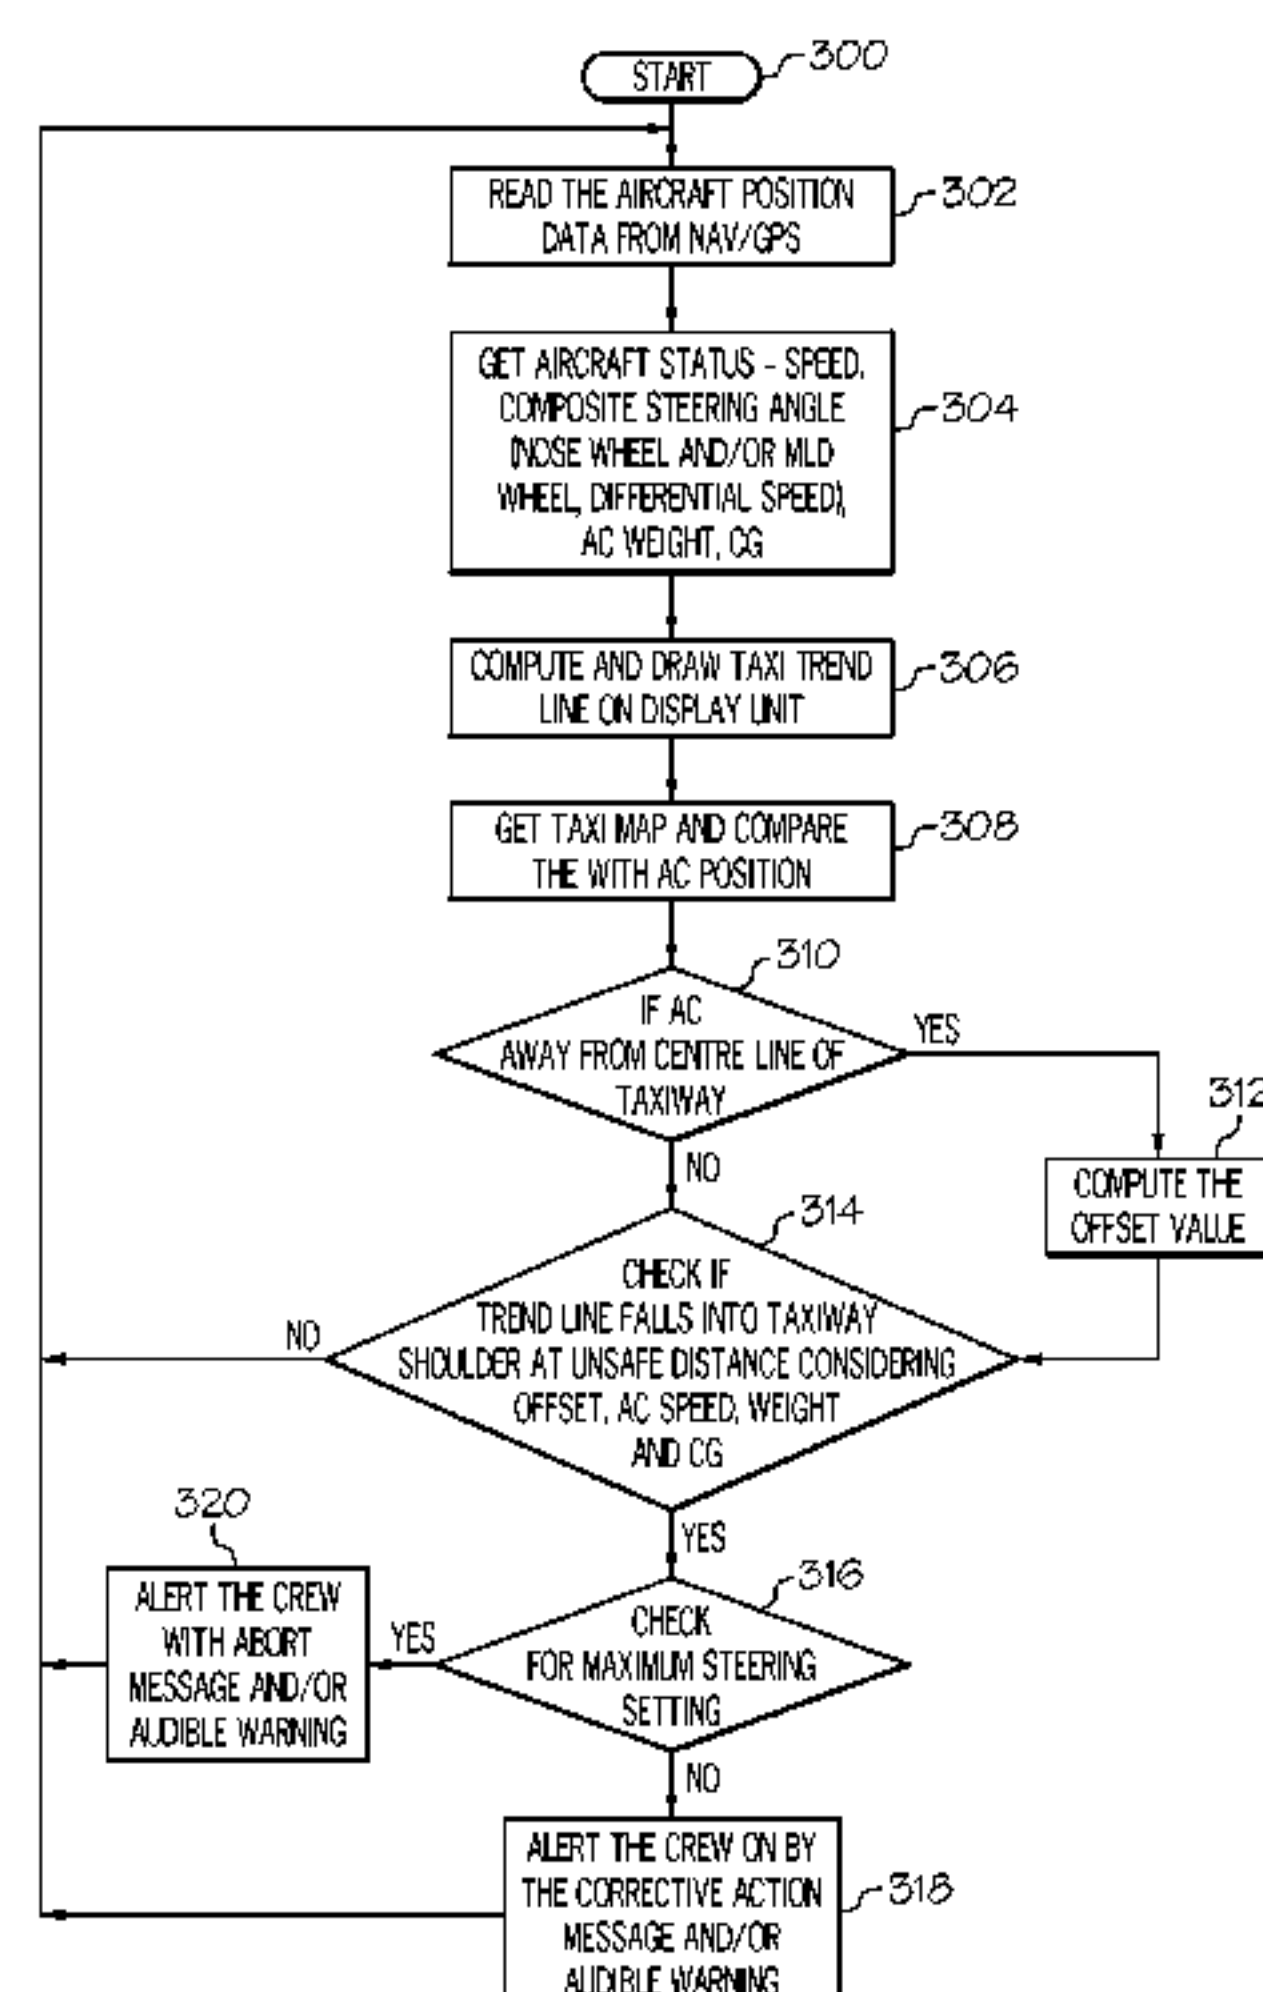 START
300
READ THE AIRCRAFT POSITION
DATA FROM NAV/GPS
302
GET AIRCRAFT STATUS - SPEED,
COMPOSITE STEERING ANGLE
(NOSE WHEEL AND/OR MLD
WHEEL, DIFFERENTIAL SPEED),
AC WEIGHT, CG
304
COMPUTE AND DRAW TAXI TREND
LINE ON DISPLAY UNIT
306
GET TAXI MAP AND COMPARE
THE WITH AC POSITION
308
310
IF AC
AWAY FROM CENTRE LINE OF
TAXIWAY
YES
312
COMPUTE THE
OFFSET VALUE
NO
314
CHECK IF
TREND LINE FALLS INTO TAXIWAY
SHOULDER AT UNSAFE DISTANCE CONSIDERING
OFFSET, AC SPEED, WEIGHT
AND CG
NO
YES
316
CHECK
FOR MAXIMUM STEERING
SETTING
YES
320
ALERT THE CREW
WITH ABORT
MESSAGE AND/OR
AUDIBLE WARNING
NO
ALERT THE CREW ON BY
THE CORRECTIVE ACTION
MESSAGE AND/OR
AUDIBLE WARNING
318